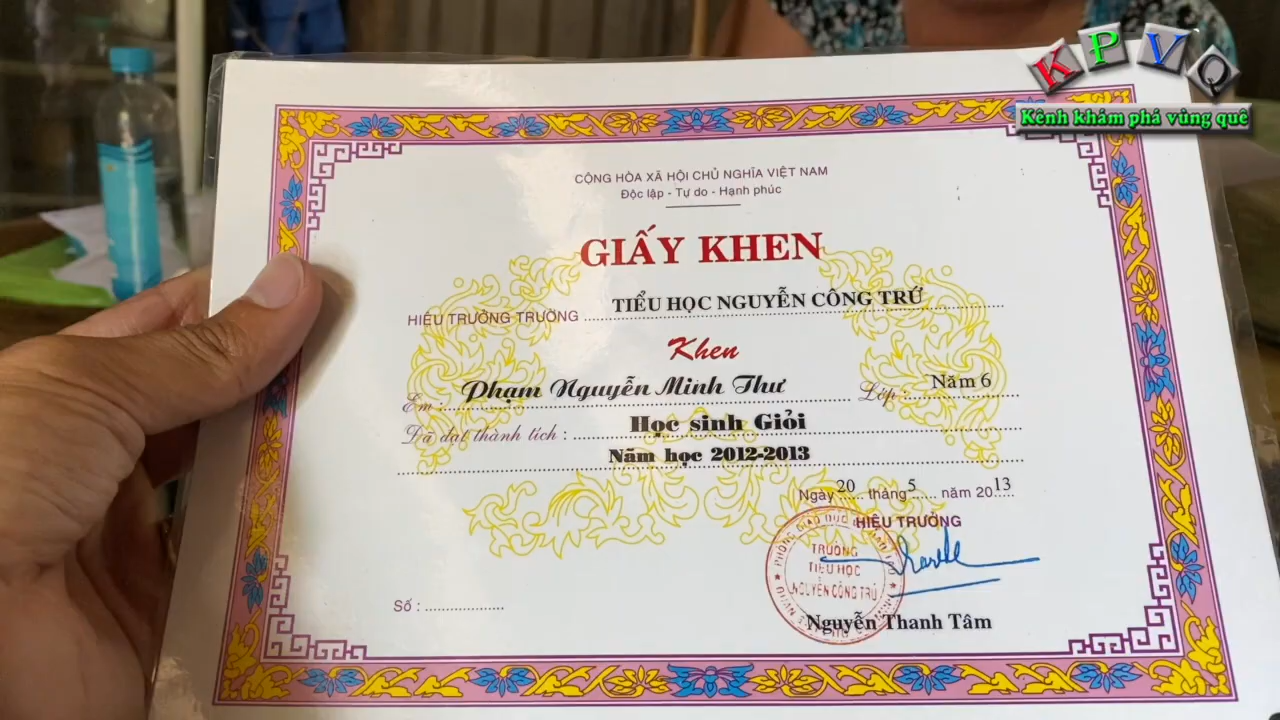 KPVQ
Kênh khám phá vùng quê
CỘNG HÒA XÃ HỘI CHỦ NGHĨA VIỆT NAM
Độc lập - Tự do - Hạnh phúc
GIẤY KHEN
HIỆU TRƯỞNG TRƯỜNG TIỂU HỌC NGUYỄN CÔNG TRỨ
Khen
Em Phạm Nguyễn Minh Thư Lớp: Năm 6
Đã đạt thành tích : Học sinh Giỏi
Năm học 2012-2013
Ngày 20 tháng 5 năm 2013
HIỆU TRƯỞNG
TRƯỜNG
TIỂU HỌC
NGUYỄN CÔNG TRỨ
Nguyễn Thanh Tâm
Số :